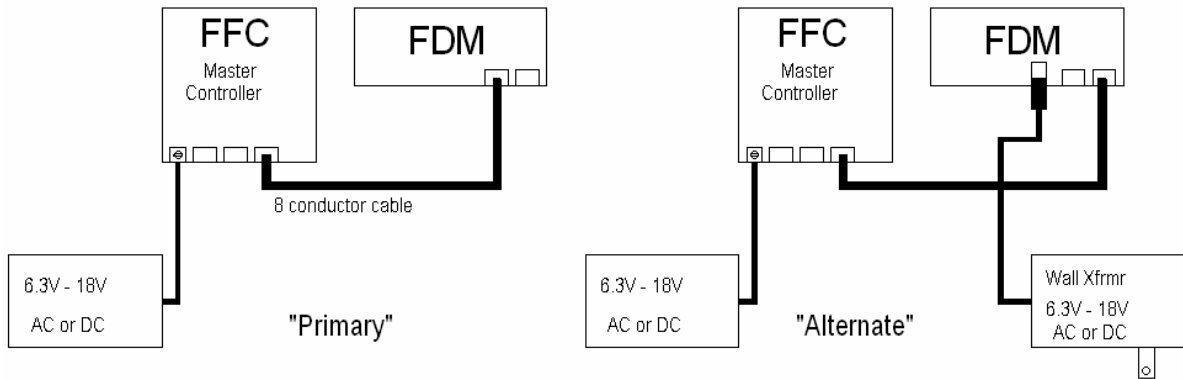 FFC
Master
Controller
FDM
8 conductor cable
6.3V - 18V
AC or DC
"Primary"
FFC
Master
Controller
FDM
6.3V - 18V
AC or DC
"Alternate"
Wall Xfrmr
6.3V - 18V
AC or DC